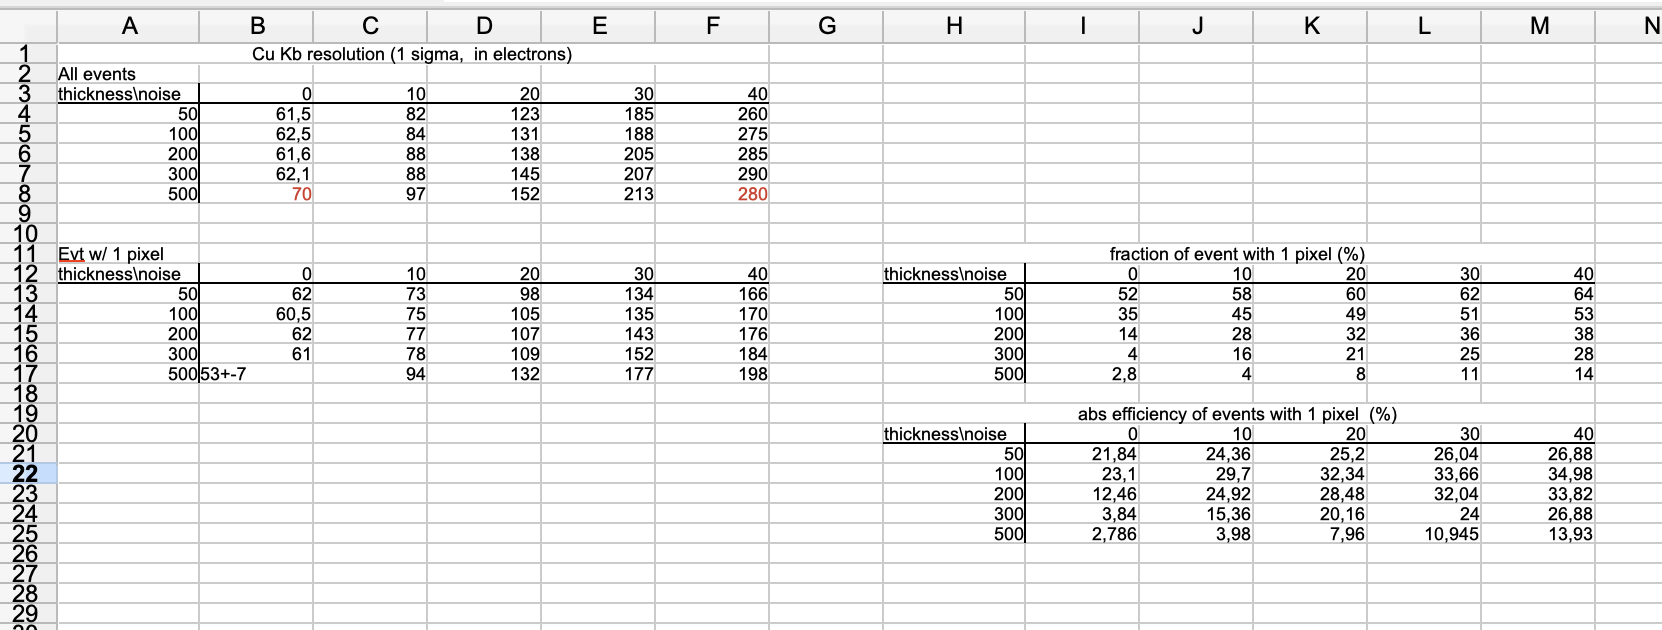 A B C D E F G H I J K L M N
1 Cu Kb resolution (1 sigma, in electrons)
2 All events
3 thickness\noise 0 10 20 30 40
4 50 61,5 82 123 185 260
5 100 62,5 84 131 188 275
6 200 61,6 88 138 205 285
7 300 62,1 88 145 207 290
8 500 70 97 152 213 280
9
10
11 Evt w/ 1 pixel fraction of event with 1 pixel (%)
12 thickness\noise 0 10 20 30 40 thickness\noise 0 10 20 30 40
13 50 62 73 98 134 166 50 52 58 60 62 64
14 100 60,5 75 105 135 170 100 35 45 49 51 53
15 200 62 77 107 143 176 200 14 28 32 36 38
16 300 61 78 109 152 184 300 4 16 21 25 28
17 500 53+-7 94 132 177 198 500 2,8 4 8 11 14
18
19 abs efficiency of events with 1 pixel (%)
20 thickness\noise 0 10 20 30 40
21 50 21,84 24,36 25,2 26,04 26,88
22 100 23,1 29,7 32,34 33,66 34,98
23 200 12,46 24,92 28,48 32,04 33,82
24 300 3,84 15,36 20,16 24 26,88
25 500 2,786 3,98 7,96 10,945 13,93
26
27
28
29